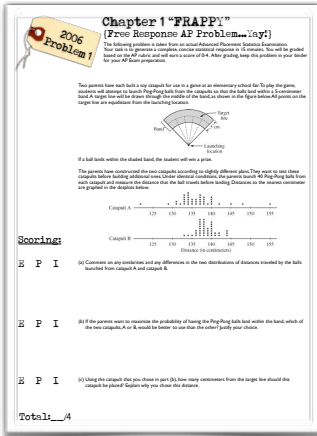 Chapter 1 "FRAPPY"
{Free Response AP Problem...Yay!}
2006
Problem 1
The following problem is taken from an actual Advanced Placement Statistics Examination.
Your task is to generate a complete, concise statistical response in 15 minutes. You will be graded
based on the AP rubric and will earn a score of 0-4. After grading, keep this problem in your binder
for your AP Exam preparation.
Two parents have each built a toy catapult for use in a game at an elementary school fair. To play the game,
students will attempt to launch Ping-Pong balls from the catapults so that the balls land within a 5-centimeter
band. A target line will be drawn through the middle of the band, as shown in the figure below. All points on the
target line are equidistant from the launching location.
Target
line
Band
5 cm
Launching
location
If a ball lands within the shaded band, the student will win a prize.
The parents have constructed the two catapults according to slightly different plans. They want to test these
catapults before building additional ones. Under identical conditions, the parents launch 40 Ping-Pong balls from
each catapult and measure the distance that the ball travels before landing. Distances to the nearest centimeter
are graphed in the dotplots below.
Catapult A
125 130 135 140 145 150 155
Catapult B
125 130 135 140 145 150 155
Distance (in centimeters)
Scoring:
E P I
(a) Comment on any similarities and any differences in the two distributions of distances traveled by the balls
launched from catapult A and catapult B.
E P I
(b) If the parents want to maximize the probability of having the Ping-Pong balls land within the band, which of
the two catapults, A or B, would be better to use than the other? Justify your choice.
E P I
(c) Using the catapult that you chose in part (b), how many centimeters from the target line should this
catapult be placed? Explain why you chose this distance.
Total:__/4